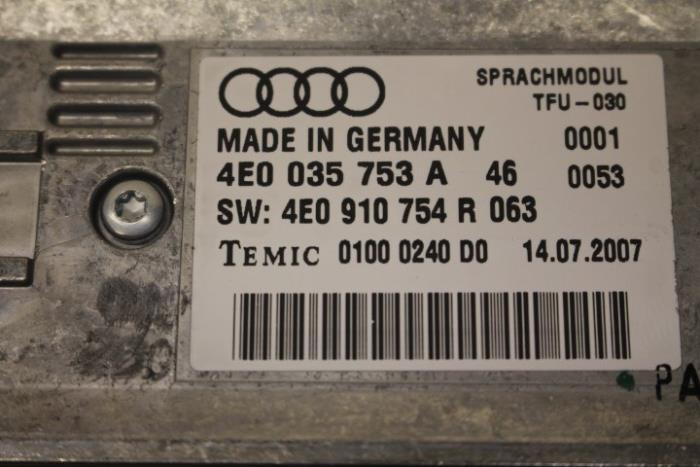 SPRACHMODUL
TFU-030
MADE IN GERMANY 0001
4E0 035 753 A 46 0053
SW: 4E0 910 754 R 063
TEMIC 0100 0240 D0 14.07.2007
PA